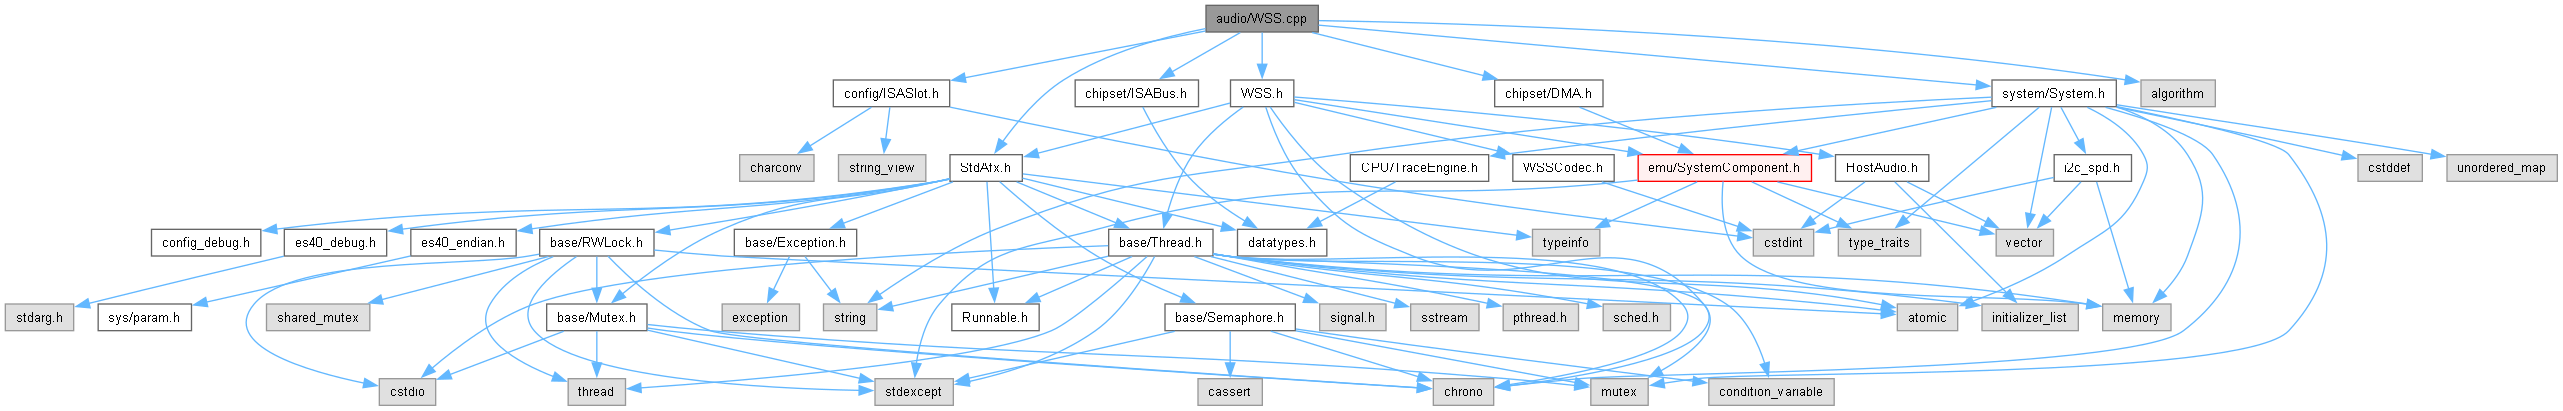 audio/WSS.cpp
config/ISASlot.h
chipset/ISABus.h
WSS.h
chipset/DMA.h
system/System.h
algorithm
charconv
string_view
StdAfx.h
CPU/TraceEngine.h
WSSCodec.h
emu/SystemComponent.h
HostAudio.h
i2c_spd.h
cstddef
unordered_map
config_debug.h
es40_debug.h
es40_endian.h
base/RWLock.h
base/Exception.h
base/Thread.h
datatypes.h
typeinfo
cstdint
type_traits
vector
stdarg.h
sys/param.h
shared_mutex
base/Mutex.h
exception
string
Runnable.h
base/Semaphore.h
signal.h
sstream
pthread.h
sched.h
atomic
initializer_list
memory
cstdio
thread
stdexcept
cassert
chrono
mutex
condition_variable